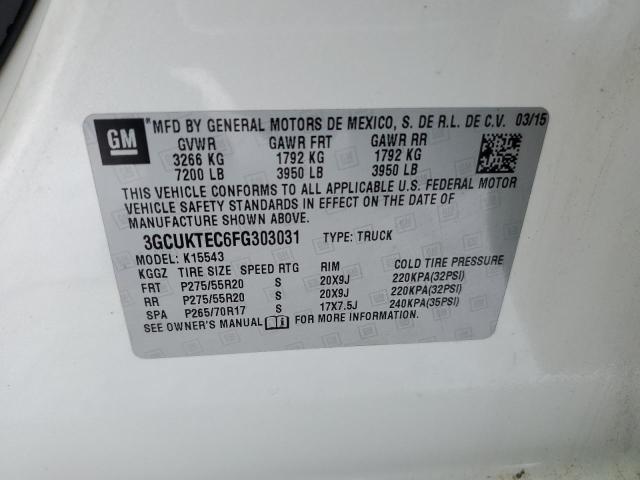 GM
*MFD BY GENERAL MOTORS DE MEXICO, S. DE R.L. DE C.V. 03/15
GVWR GAWR FRT GAWR RR
3266 KG 1792 KG 1792 KG
7200 LB 3950 LB 3950 LB
THIS VEHICLE CONFORMS TO ALL APPLICABLE U.S. FEDERAL MOTOR
VEHICLE SAFETY STANDARDS IN EFFECT ON THE DATE OF
MANUFACTURE SHOWN ABOVE.
3GCUKTEC6FG303031 TYPE: TRUCK
MODEL: K15543
KGGZ TIRE SIZE SPEED RTG RIM COLD TIRE PRESSURE
FRT P275/55R20 S 20X9J 220KPA(32PSI)
RR P275/55R20 S 20X9J 220KPA(32PSI)
SPA P265/70R17 S 17X7.5J 240KPA(35PSI)
SEE OWNER'S MANUAL FOR MORE INFORMATION.